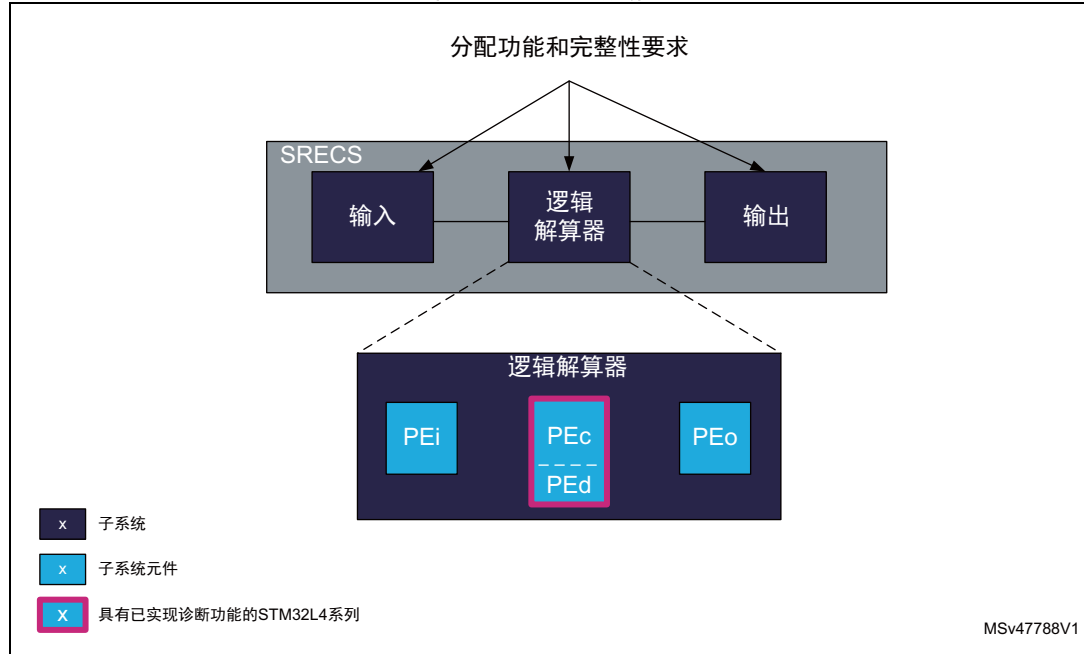 分配功能和完整性要求
SRECS
输入
逻辑
解算器
输出
逻辑解算器
PEi
PEc
PEd
PEo
x 子系统
x 子系统元件
x 具有已实现诊断功能的STM32L4系列
MSv47788V1